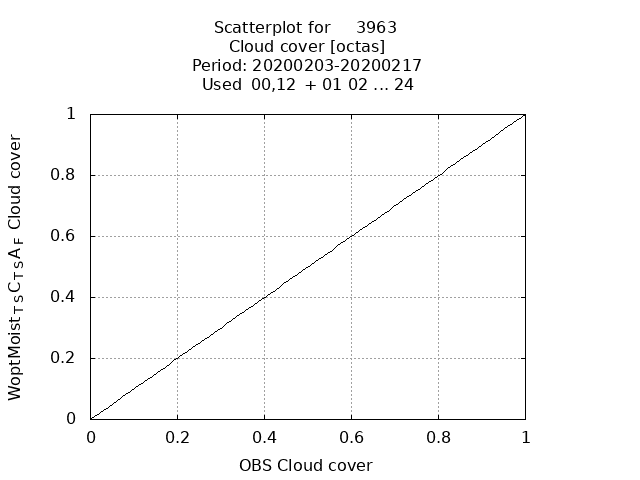 Scatterplot for 3963
Cloud cover [octas]
Period: 20200203-20200217
Used 00,12 + 01 02 ... 24
WoptMoist_TSC_TSA_F Cloud cover
1
0.8
0.6
0.4
0.2
0
0 0.2 0.4 0.6 0.8 1
OBS Cloud cover